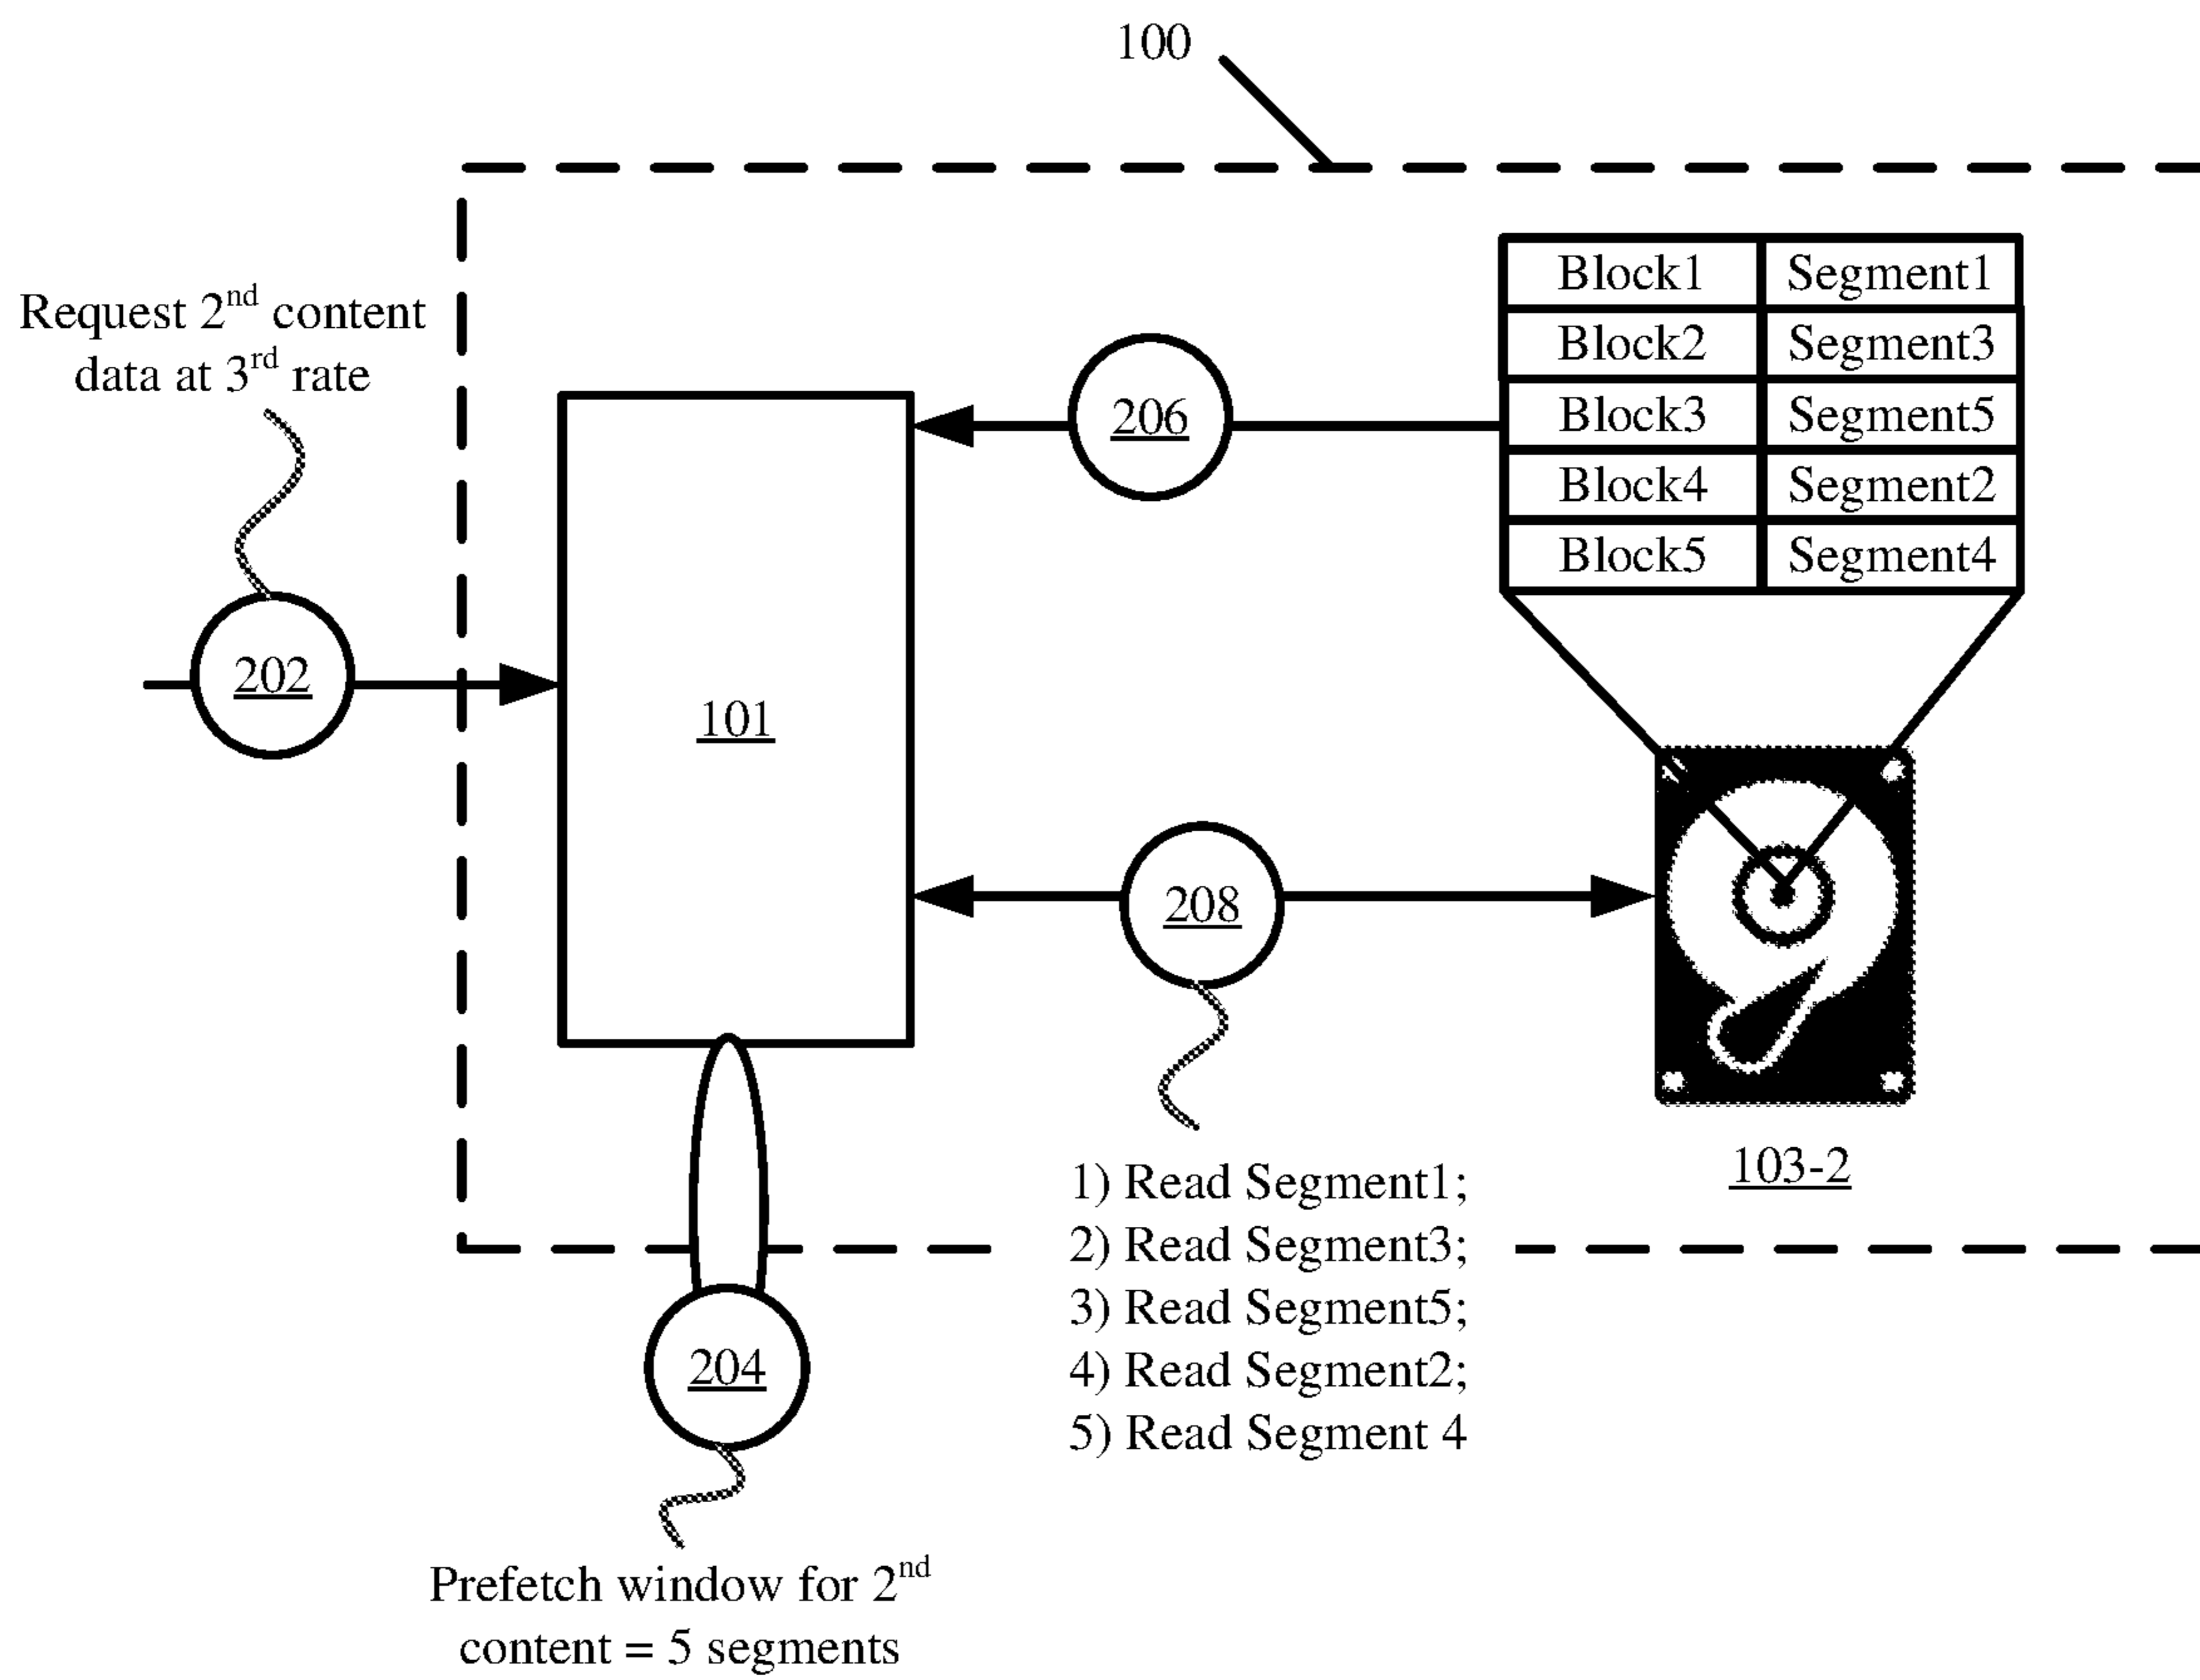 100
Request 2nd content
data at 3rd rate
Block1 Segment1
Block2 Segment3
Block3 Segment5
Block4 Segment2
Block5 Segment4
206
202
101
208
103-2
1) Read Segment1;
2) Read Segment3;
3) Read Segment5;
4) Read Segment2;
5) Read Segment 4
204
Prefetch window for 2nd
content = 5 segments